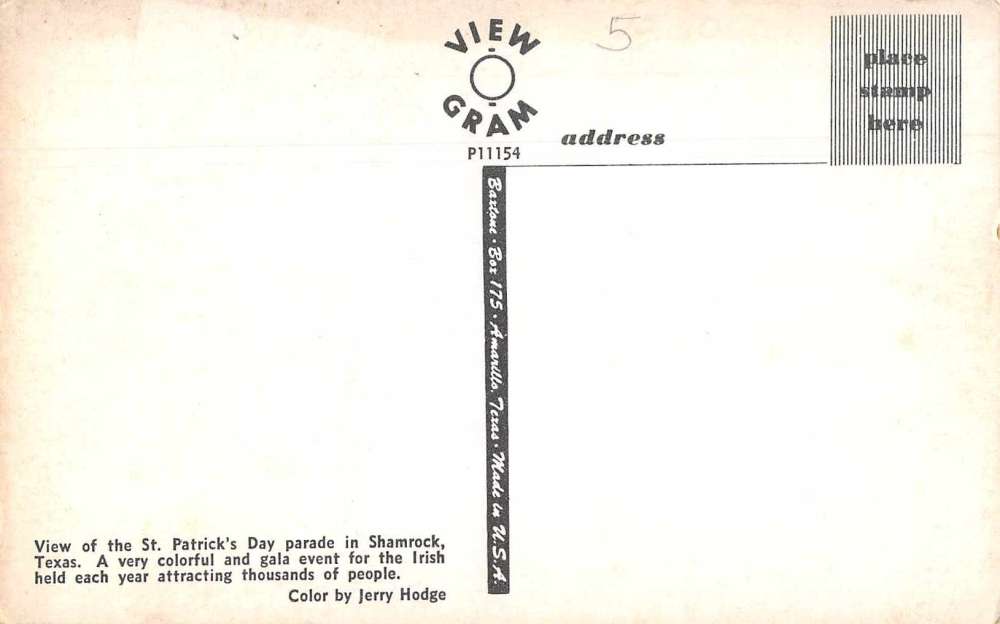 VIEW
GRAM
P11154
5
address
place
stamp
here
Baxtone · Box 175 · Amarillo, Texas · Made in U.S.A.
View of the St. Patrick's Day parade in Shamrock,
Texas. A very colorful and gala event for the Irish
held each year attracting thousands of people.
Color by Jerry Hodge